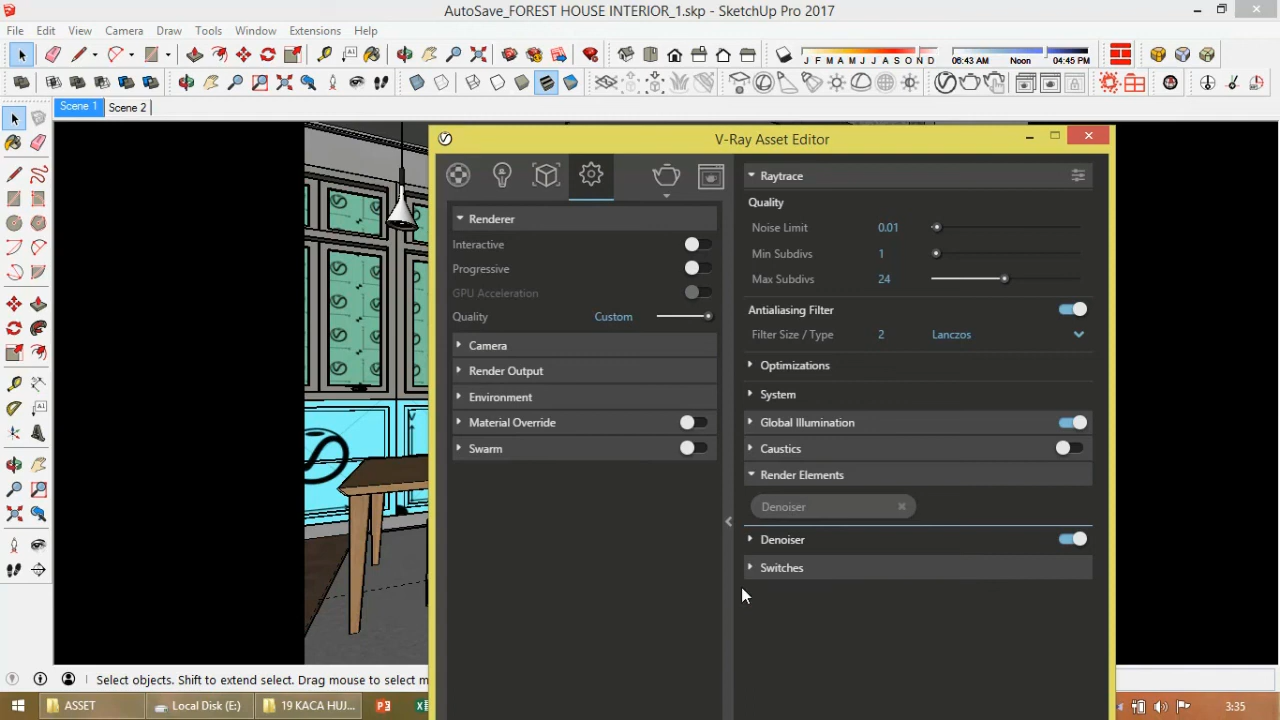 AutoSave_FOREST HOUSE INTERIOR_1.skp - SketchUp Pro 2017
File Edit View Camera Draw Tools Window Extensions Help
J F M A M J J A S O N D 06:43 AM Noon 04:45 PM
Scene 1 Scene 2
V-Ray Asset Editor
Renderer
Interactive
Progressive
GPU Acceleration
Quality Custom
Camera
Render Output
Environment
Material Override
Swarm
Raytrace
Quality
Noise Limit 0.01
Min Subdivs 1
Max Subdivs 24
Antialiasing Filter
Filter Size / Type 2 Lanczos
Optimizations
System
Global Illumination
Caustics
Render Elements
Denoiser
Denoiser
Switches
Select objects. Shift to extend select. Drag mouse to select m
ASSET Local Disk (E:) 19 KACA HUJ... 3:35